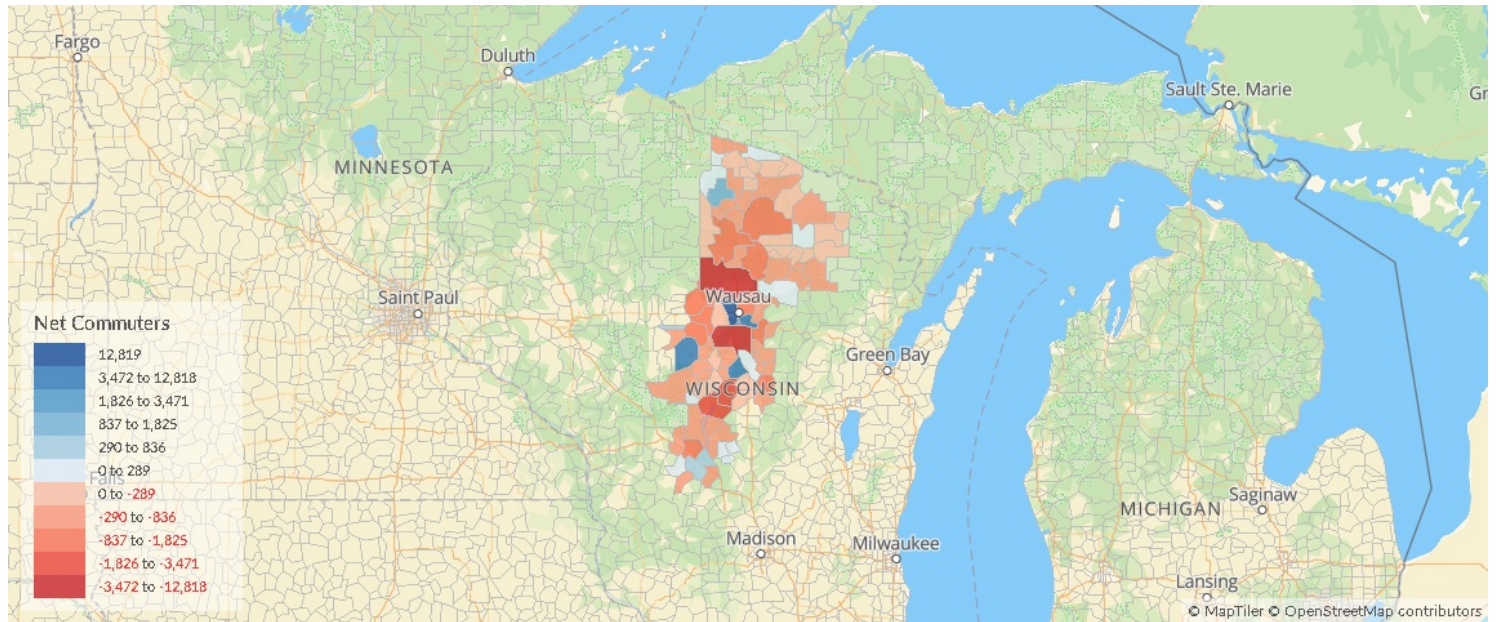 Fargo
Duluth
Sault Ste. Marie
Gr
MINNESOTA
Saint Paul
Wausau
Green Bay
WISCONSIN
Net Commuters
12,819
3,472 to 12,818
1,826 to 3,471
837 to 1,825
290 to 836
0 to 289
Falls
0 to -289
-290 to -836
-837 to -1,825
-1,826 to -3,471
-3,472 to -12,818
Saginaw
MICHIGAN
Madison
Milwaukee
Lansing
© MapTiler © OpenStreetMap contributors